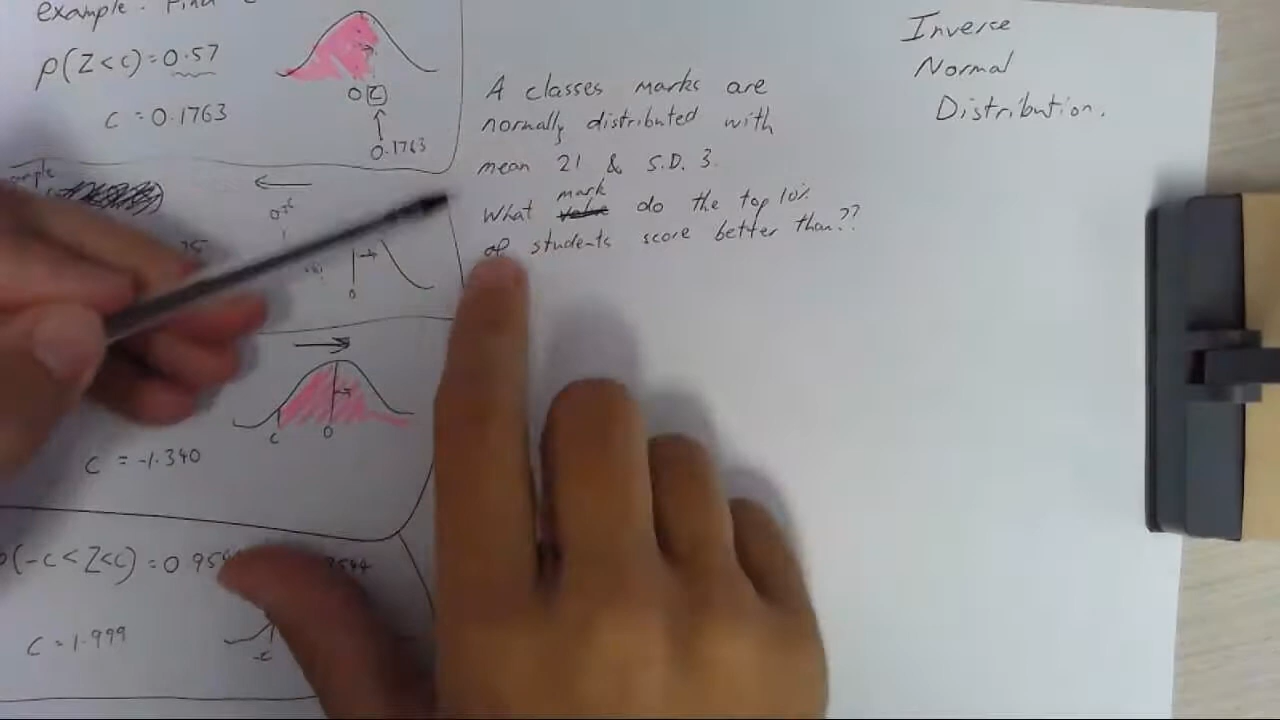 example. Find
P(Z<c)=0.57
c = 0.1763
0 c
0.1763
0
c 0
c = -1.340
(-c<Z<c) = 0.95
c = 1.999
-c
A classes marks are
normally distributed with
mean 21 & S.D. 3.
mark
What value do the top 10%
of students score better than??
Inverse
Normal
Distribution.